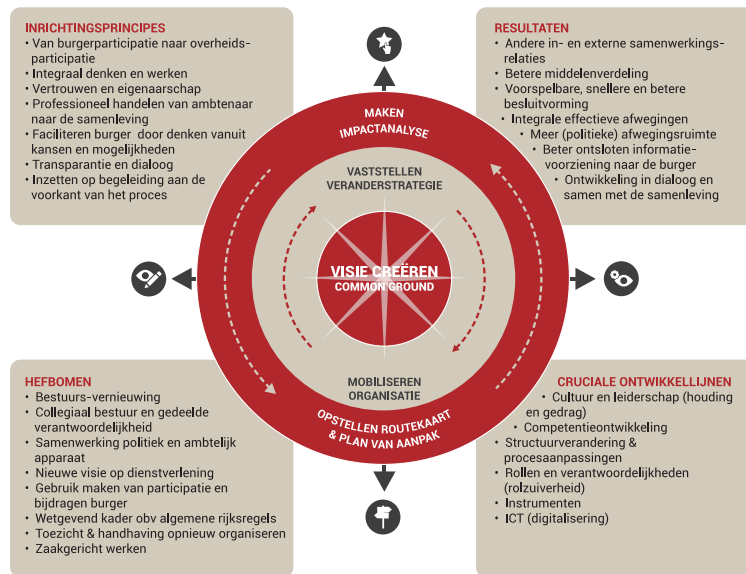 INRICHTINGSPRINCIPES
• Van burgerparticipatie naar overheids-
participatie
• Integraal denken en werken
• Vertrouwen en eigenaarschap
• Professioneel handelen van ambtenaar
naar de samenleving
• Faciliteren burger door denken vanuit
kansen en mogelijkheden
• Transparantie en dialoog
• Inzetten op begeleiding aan de
voorkant van het proces
RESULTATEN
• Andere in- en externe samenwerkings-
relaties
• Betere middelenverdeling
• Voorspelbare, snellere en betere
besluitvorming
• Integrale effectieve afwegingen
• Meer (politieke) afwegingsruimte
• Beter ontsloten informatie-
voorziening naar de burger
• Ontwikkeling in dialoog en
samen met de samenleving
MAKEN
IMPACTANALYSE
VASTSTELLEN
VERANDERSTRATEGIE
VISIE CREËREN
COMMON GROUND
MOBILISEREN
ORGANISATIE
OPSTELLEN ROUTEKAART
& PLAN VAN AANPAK
HEFBOMEN
• Bestuurs-vernieuwing
• Collegiaal bestuur en gedeelde
verantwoordelijkheid
• Samenwerking politiek en ambtelijk
apparaat
• Nieuwe visie op dienstverlening
• Gebruik maken van participatie en
bijdragen burger
• Wetgevend kader obv algemene rijksregels
• Toezicht & handhaving opnieuw organiseren
• Zaakgericht werken
CRUCIALE ONTWIKKELLIJNEN
• Cultuur en leiderschap (houding
en gedrag)
• Competentieontwikkeling
• Structuurverandering &
procesaanpassingen
• Rollen en verantwoordelijkheden
(rolzuiverheid)
• Instrumenten
• ICT (digitalisering)